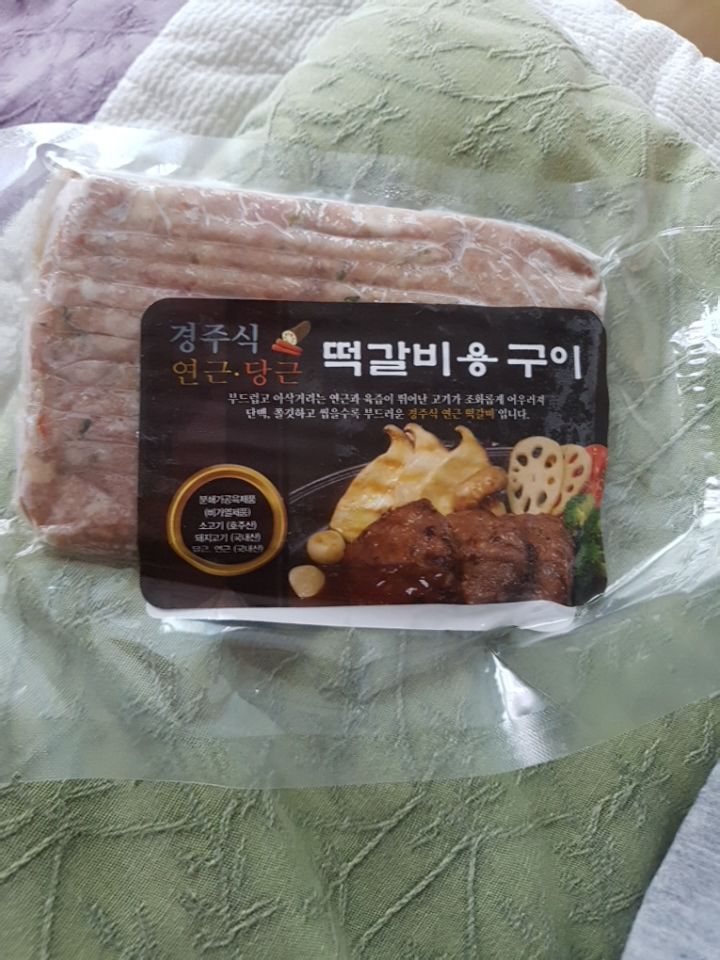 경주식
연근·당근
떡갈비용 구이
부드럽고 아삭거리는 연근과 육즙이 뛰어난 고기가 조화롭게 어우러져
담백, 쫄깃하고 씹을수록 부드러운 경주식 연근 떡갈비 입니다.
분쇄가공육제품
(비가열제품)
소고기 (호주산)
돼지고기 (국내산)
당근, 연근 (국내산)